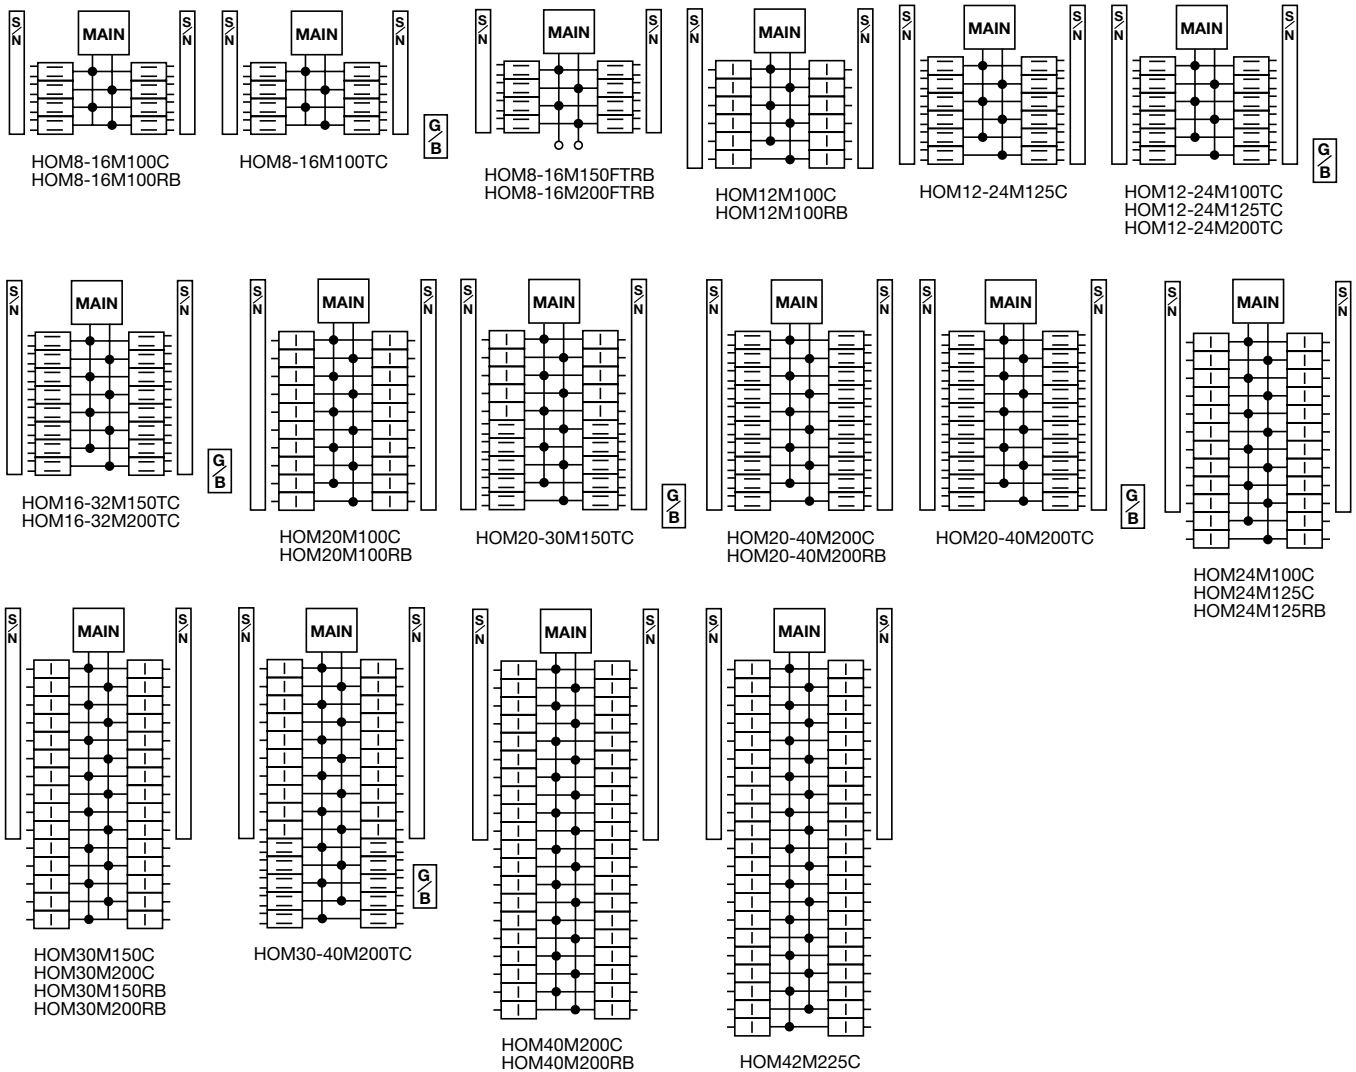 S/N MAIN S/N
HOM8-16M100C
HOM8-16M100RB
S/N MAIN S/N
G/B
HOM8-16M100TC
S/N MAIN S/N
HOM8-16M150FTRB
HOM8-16M200FTRB
S/N MAIN S/N
HOM12M100C
HOM12M100RB
S/N MAIN S/N
HOM12-24M125C
S/N MAIN S/N
G/B
HOM12-24M100TC
HOM12-24M125TC
HOM12-24M200TC
S/N MAIN S/N
G/B
HOM16-32M150TC
HOM16-32M200TC
S/N MAIN S/N
HOM20M100C
HOM20M100RB
S/N MAIN S/N
G/B
HOM20-30M150TC
S/N MAIN S/N
HOM20-40M200C
HOM20-40M200RB
S/N MAIN S/N
G/B
HOM20-40M200TC
S/N MAIN S/N
HOM24M100C
HOM24M125C
HOM24M125RB
S/N MAIN S/N
HOM30M150C
HOM30M200C
HOM30M150RB
HOM30M200RB
S/N MAIN S/N
G/B
HOM30-40M200TC
S/N MAIN S/N
HOM40M200C
HOM40M200RB
S/N MAIN S/N
HOM42M225C